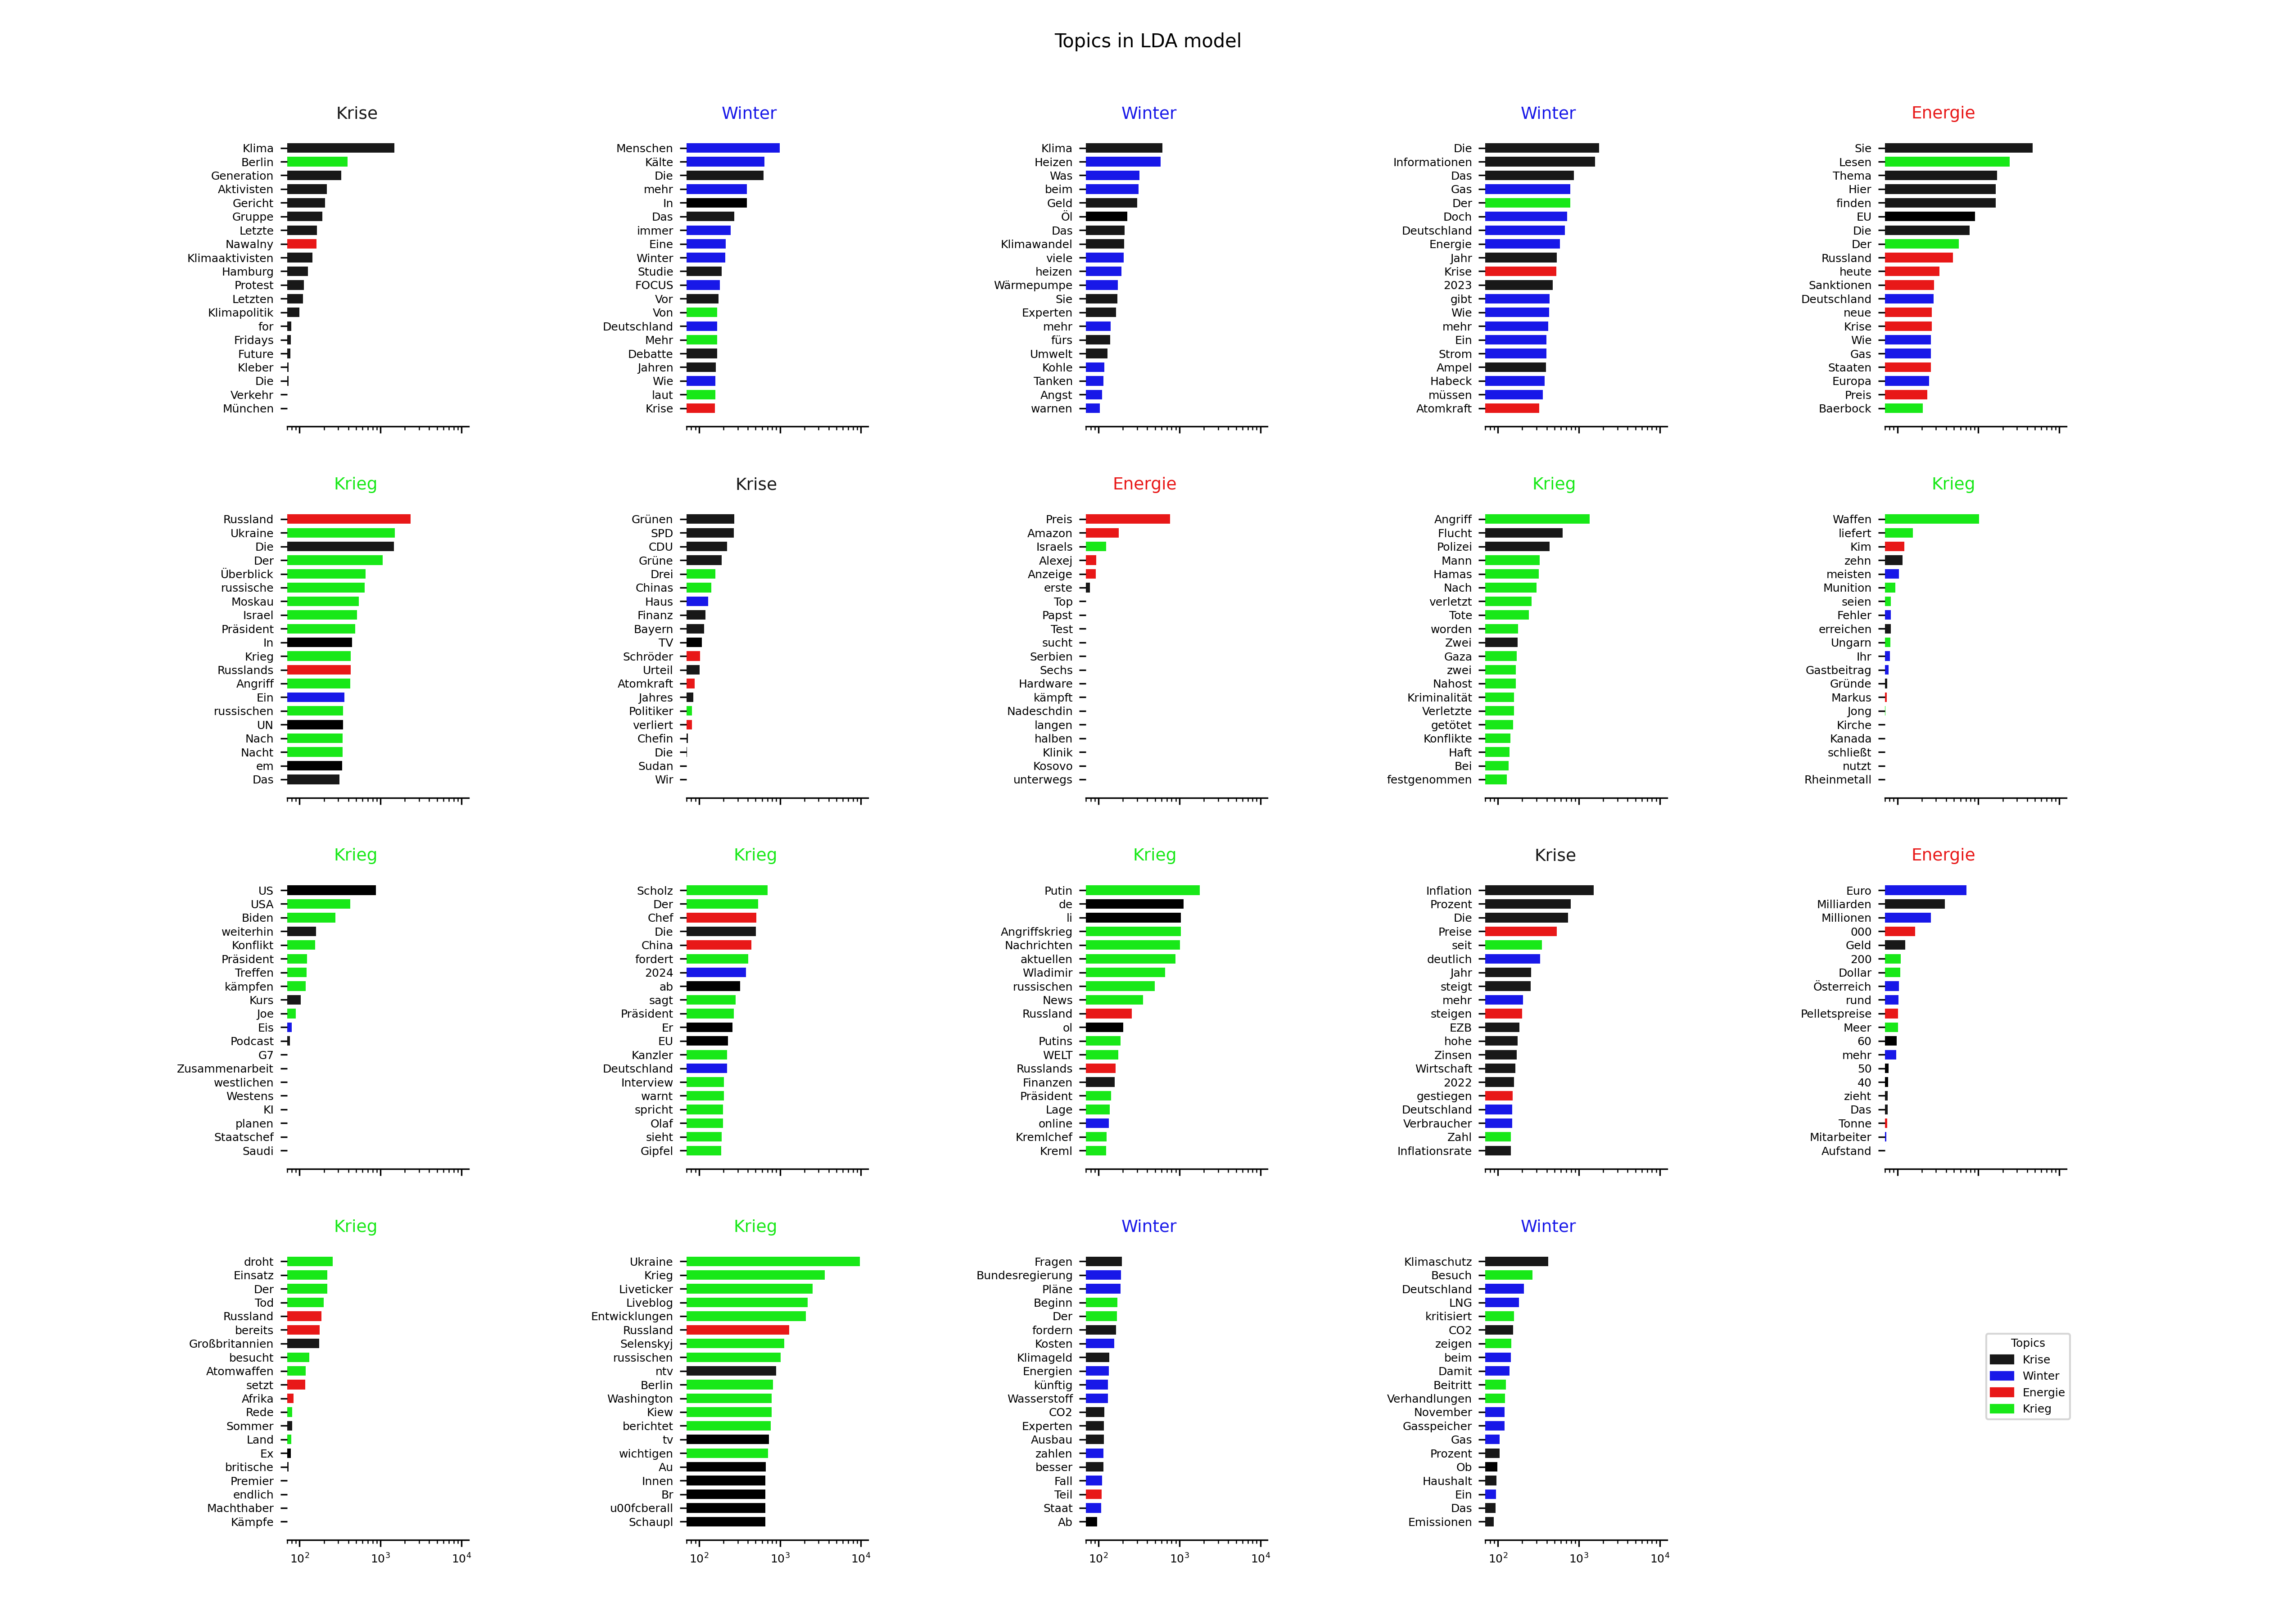 Topics in LDA model
Krise
Klima
Berlin
Generation
Aktivisten
Gericht
Gruppe
Letzte
Nawalny
Klimaaktivisten
Hamburg
Protest
Letzten
Klimapolitik
for
Fridays
Future
Kleber
Die
Verkehr
München
Winter
Menschen
Kälte
Die
mehr
In
Das
immer
Eine
Winter
Studie
FOCUS
Vor
Von
Deutschland
Mehr
Debatte
Jahren
Wie
laut
Krise
Winter
Klima
Heizen
Was
beim
Geld
Öl
Das
Klimawandel
viele
heizen
Wärmepumpe
Sie
Experten
mehr
fürs
Umwelt
Kohle
Tanken
Angst
warnen
Winter
Die
Informationen
Das
Gas
Der
Doch
Deutschland
Energie
Jahr
Krise
2023
gibt
Wie
mehr
Ein
Strom
Ampel
Habeck
müssen
Atomkraft
Energie
Sie
Lesen
Thema
Hier
finden
EU
Die
Der
Russland
heute
Sanktionen
Deutschland
neue
Krise
Wie
Gas
Staaten
Europa
Preis
Baerbock
Krieg
Russland
Ukraine
Die
Der
Überblick
russische
Moskau
Israel
Präsident
In
Krieg
Russlands
Angriff
Ein
russischen
UN
Nach
Nacht
em
Das
Krise
Grünen
SPD
CDU
Grüne
Drei
Chinas
Haus
Finanz
Bayern
TV
Schröder
Urteil
Atomkraft
Jahres
Politiker
verliert
Chefin
Die
Sudan
Wir
Energie
Preis
Amazon
Israels
Alexej
Anzeige
erste
Top
Papst
Test
sucht
Serbien
Sechs
Hardware
kämpft
Nadeschdin
langen
halben
Klinik
Kosovo
unterwegs
Krieg
Angriff
Flucht
Polizei
Mann
Hamas
Nach
verletzt
Tote
worden
Zwei
Gaza
zwei
Nahost
Kriminalität
Verletzte
getötet
Konflikte
Haft
Bei
festgenommen
Krieg
Waffen
liefert
Kim
zehn
meisten
Munition
seien
Fehler
erreichen
Ungarn
Ihr
Gastbeitrag
Gründe
Markus
Jong
Kirche
Kanada
schließt
nutzt
Rheinmetall
Krieg
US
USA
Biden
weiterhin
Konflikt
Präsident
Treffen
kämpfen
Kurs
Joe
Eis
Podcast
G7
Zusammenarbeit
westlichen
Westens
KI
planen
Staatschef
Saudi
Krieg
Scholz
Der
Chef
Die
China
fordert
2024
ab
sagt
Präsident
Er
EU
Kanzler
Deutschland
Interview
warnt
spricht
Olaf
sieht
Gipfel
Krieg
Putin
de
li
Angriffskrieg
Nachrichten
aktuellen
Wladimir
russischen
News
Russland
ol
Putins
WELT
Russlands
Finanzen
Präsident
Lage
online
Kremlchef
Kreml
Krise
Inflation
Prozent
Die
Preise
seit
deutlich
Jahr
steigt
mehr
steigen
EZB
hohe
Zinsen
Wirtschaft
2022
gestiegen
Deutschland
Verbraucher
Zahl
Inflationsrate
Energie
Euro
Milliarden
Millionen
000
Geld
200
Dollar
Österreich
rund
Pelletspreise
Meer
60
mehr
50
40
zieht
Das
Tonne
Mitarbeiter
Aufstand
Krieg
droht
Einsatz
Der
Tod
Russland
bereits
Großbritannien
besucht
Atomwaffen
setzt
Afrika
Rede
Sommer
Land
Ex
britische
Premier
endlich
Machthaber
Kämpfe
10² 10³ 10⁴
Krieg
Ukraine
Krieg
Liveticker
Liveblog
Entwicklungen
Russland
Selenskyj
russischen
ntv
Berlin
Washington
Kiew
berichtet
tv
wichtigen
Au
Innen
Br
u00fcberall
Schaupl
10² 10³ 10⁴
Winter
Fragen
Bundesregierung
Pläne
Beginn
Der
fordern
Kosten
Klimageld
Energien
künftig
Wasserstoff
CO2
Experten
Ausbau
zahlen
besser
Fall
Teil
Staat
Ab
10² 10³ 10⁴
Winter
Klimaschutz
Besuch
Deutschland
LNG
kritisiert
CO2
zeigen
beim
Damit
Beitritt
Verhandlungen
November
Gasspeicher
Gas
Prozent
Ob
Haushalt
Ein
Das
Emissionen
10² 10³ 10⁴
Topics
Krise
Winter
Energie
Krieg